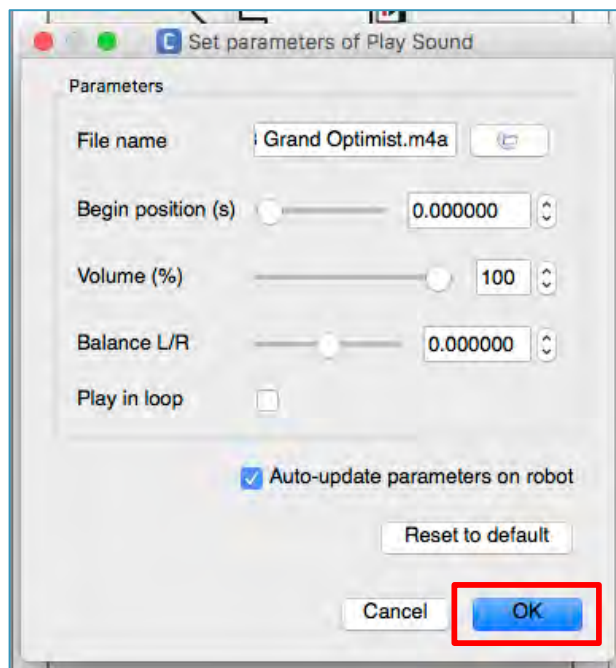 Set parameters of Play Sound
Parameters
File name Grand Optimist.m4a
Begin position (s) 0.000000
Volume (%) 100
Balance L/R 0.000000
Play in loop
Auto-update parameters on robot
Reset to default
Cancel OK